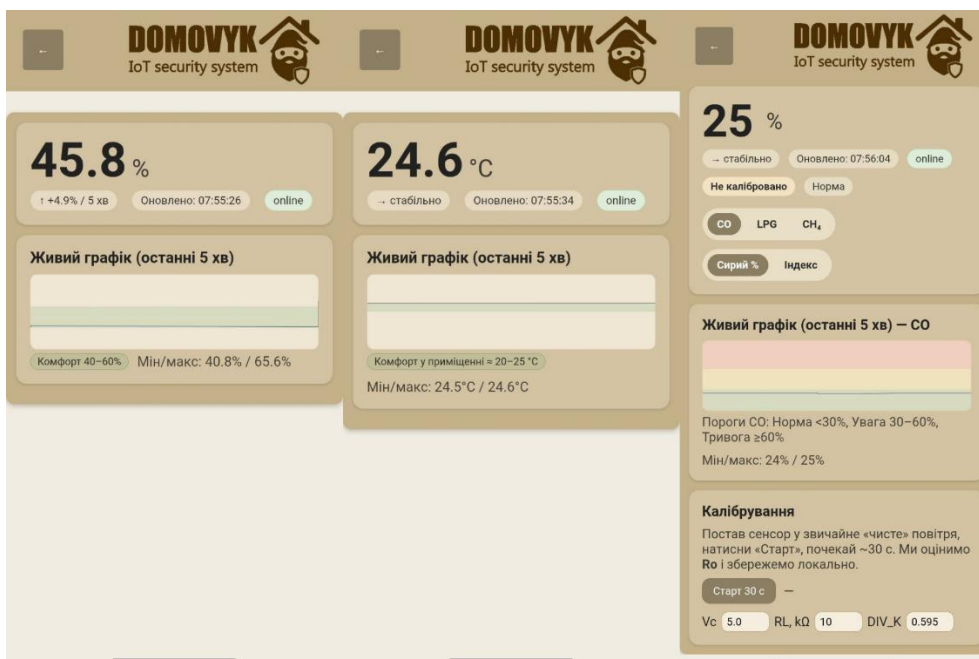 ←
DOMOVYK
IoT security system
45.8 %
↑ +4.9% / 5 хв
Оновлено: 07:55:26
online
Живий графік (останні 5 хв)
Комфорт 40–60%
Мін/макс: 40.8% / 65.6%
←
DOMOVYK
IoT security system
24.6 °C
→ стабільно
Оновлено: 07:55:34
online
Живий графік (останні 5 хв)
Комфорт у приміщенні ≈ 20–25 °C
Мін/макс: 24.5°C / 24.6°C
←
DOMOVYK
IoT security system
25 %
→ стабільно
Оновлено: 07:56:04
online
Не калібровано
Норма
CO LPG CH₄
Сирий % Індекс
Живий графік (останні 5 хв) — CO
Пороги CO: Норма <30%, Увага 30–60%,
Тривога ≥60%
Мін/макс: 24% / 25%
Калібрування
Постав сенсор у звичайне «чисте» повітря,
натисни «Старт», почекай ~30 с. Ми оцінимо
Ro і збережемо локально.
Старт 30 с —
Vc 5.0 RL, kΩ 10 DIV_K 0.595